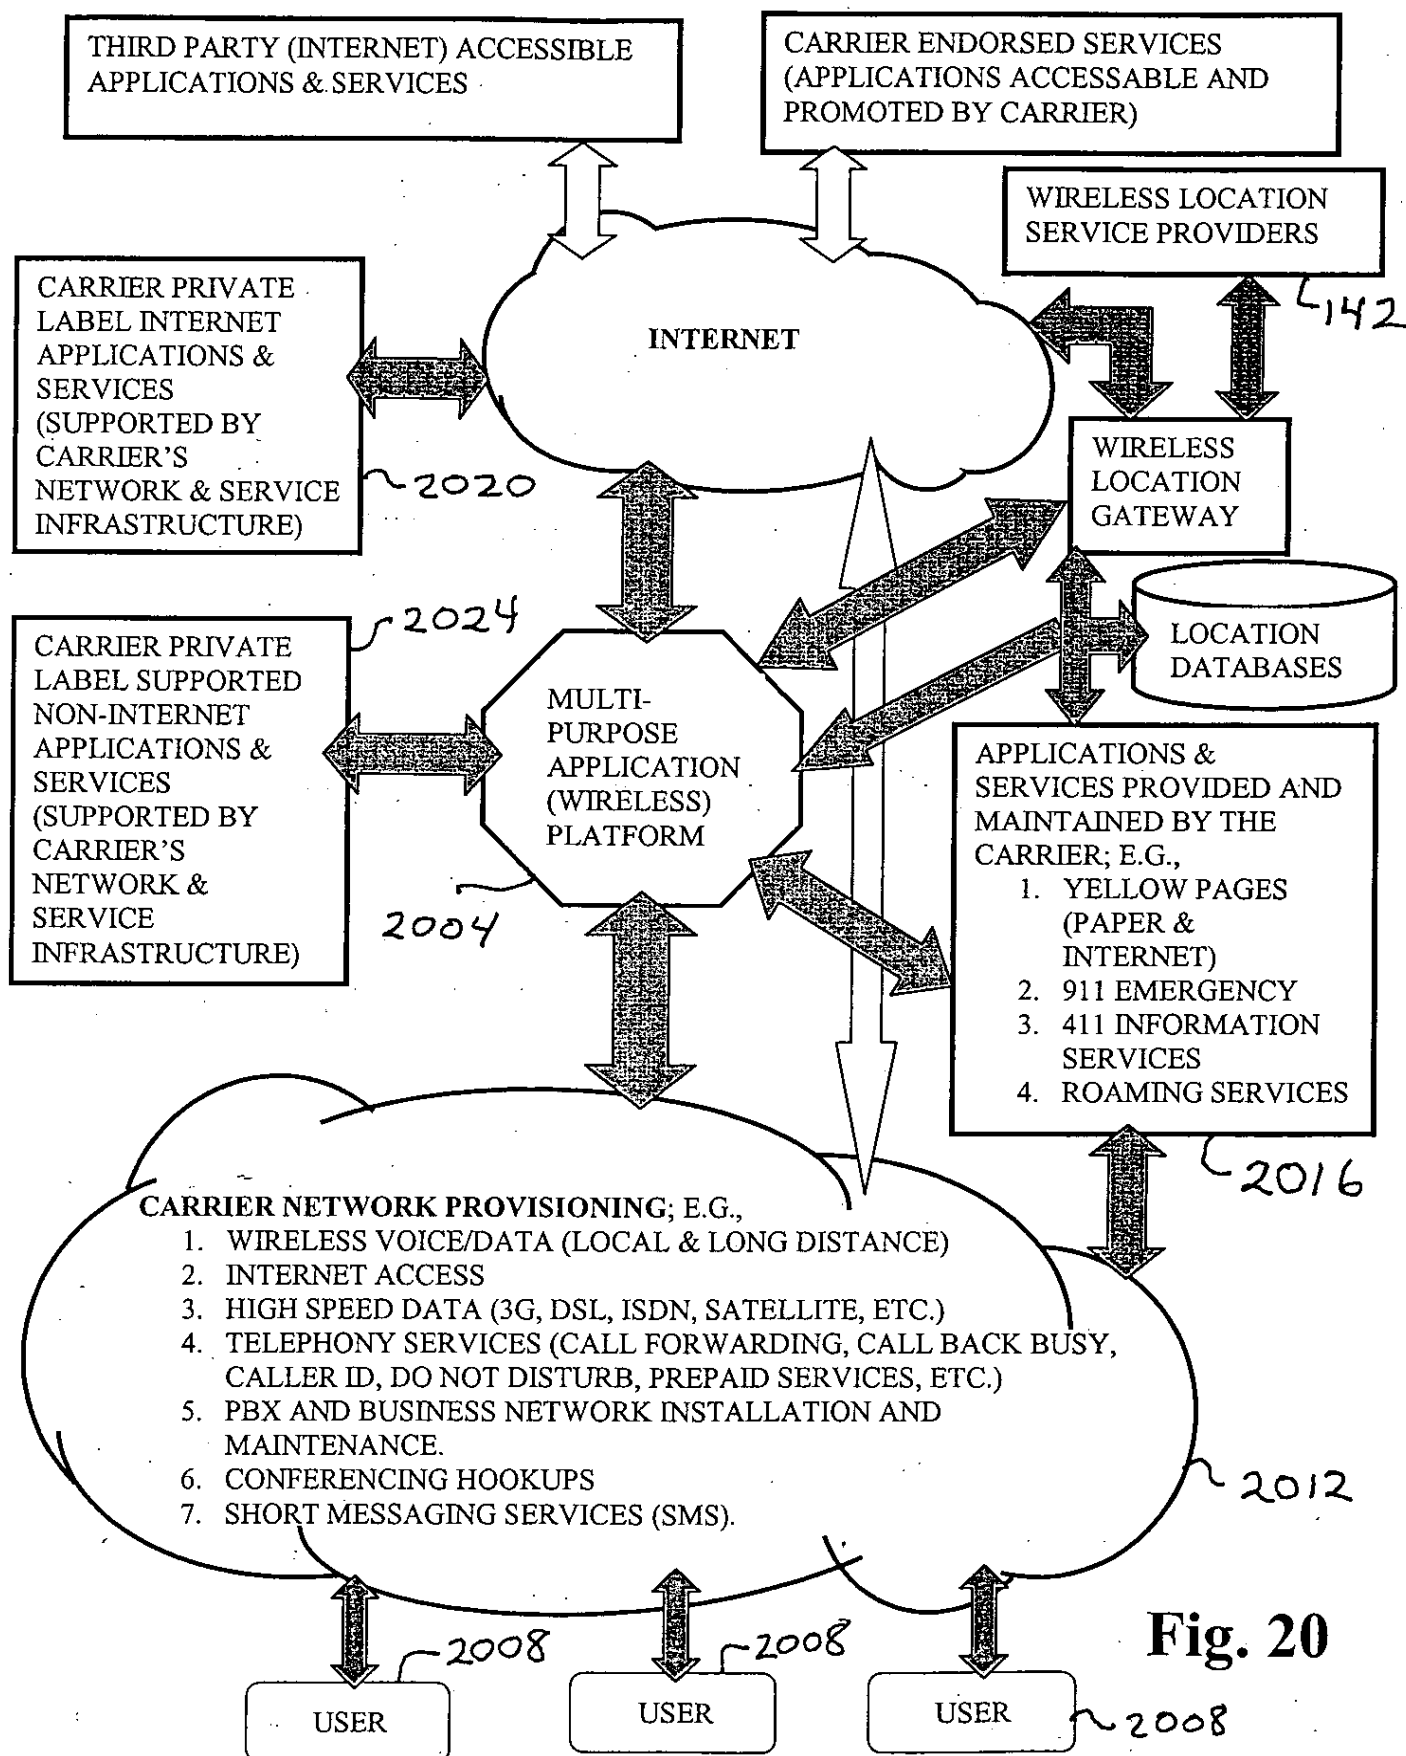 THIRD PARTY (INTERNET) ACCESSIBLE
APPLICATIONS & SERVICES
CARRIER ENDORSED SERVICES
(APPLICATIONS ACCESSABLE AND
PROMOTED BY CARRIER)
WIRELESS LOCATION
SERVICE PROVIDERS
142
CARRIER PRIVATE
LABEL INTERNET
APPLICATIONS &
SERVICES
(SUPPORTED BY
CARRIER'S
NETWORK & SERVICE
INFRASTRUCTURE)
2020
INTERNET
WIRELESS
LOCATION
GATEWAY
LOCATION
DATABASES
2024
CARRIER PRIVATE
LABEL SUPPORTED
NON-INTERNET
APPLICATIONS &
SERVICES
(SUPPORTED BY
CARRIER'S
NETWORK &
SERVICE
INFRASTRUCTURE)
MULTI-
PURPOSE
APPLICATION
(WIRELESS)
PLATFORM
2004
APPLICATIONS &
SERVICES PROVIDED AND
MAINTAINED BY THE
CARRIER; E.G.,
1. YELLOW PAGES
(PAPER &
INTERNET)
2. 911 EMERGENCY
3. 411 INFORMATION
SERVICES
4. ROAMING SERVICES
2016
CARRIER NETWORK PROVISIONING; E.G.,
1. WIRELESS VOICE/DATA (LOCAL & LONG DISTANCE)
2. INTERNET ACCESS
3. HIGH SPEED DATA (3G, DSL, ISDN, SATELLITE, ETC.)
4. TELEPHONY SERVICES (CALL FORWARDING, CALL BACK BUSY,
CALLER ID, DO NOT DISTURB, PREPAID SERVICES, ETC.)
5. PBX AND BUSINESS NETWORK INSTALLATION AND
MAINTENANCE.
6. CONFERENCING HOOKUPS
7. SHORT MESSAGING SERVICES (SMS).
2012
2008
2008
Fig. 20
USER
USER
USER
2008